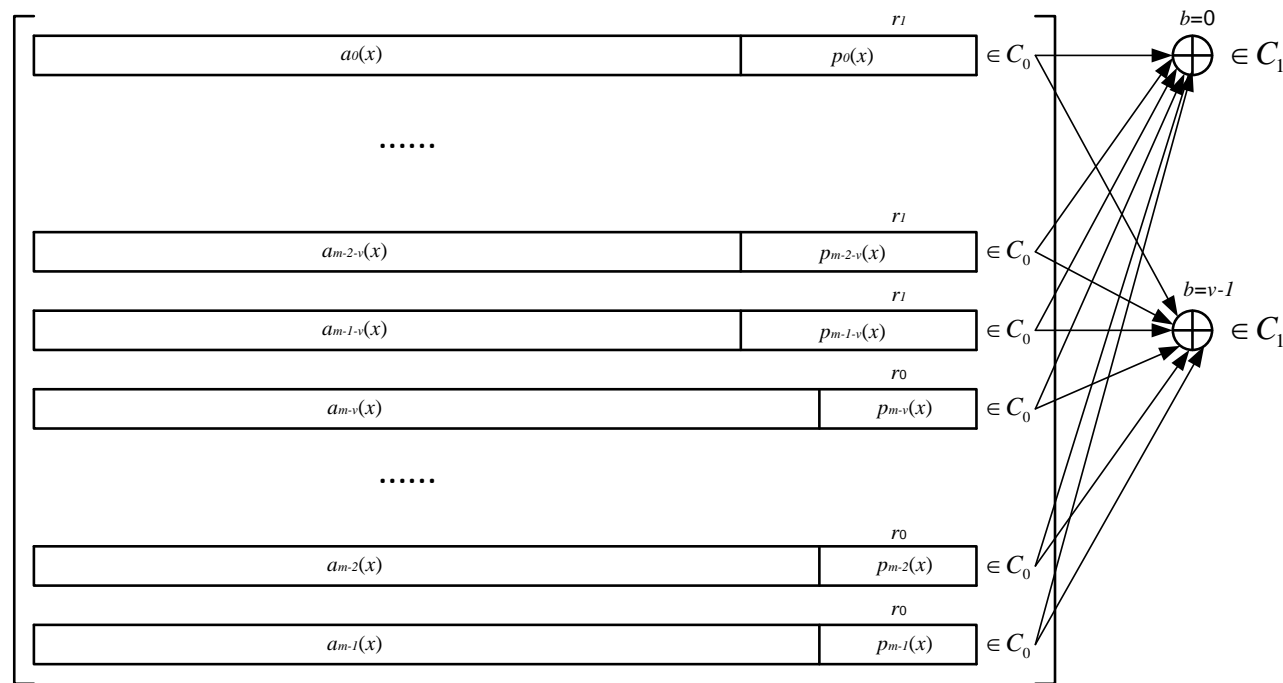 r1 b=0
a0(x) p0(x) ∈ C0 ∈ C1
......
r1
am-2-v(x) pm-2-v(x) ∈ C0
r1 b=v-1
am-1-v(x) pm-1-v(x) ∈ C0 ∈ C1
r0
am-v(x) pm-v(x) ∈ C0
......
r0
am-2(x) pm-2(x) ∈ C0
r0
am-1(x) pm-1(x) ∈ C0